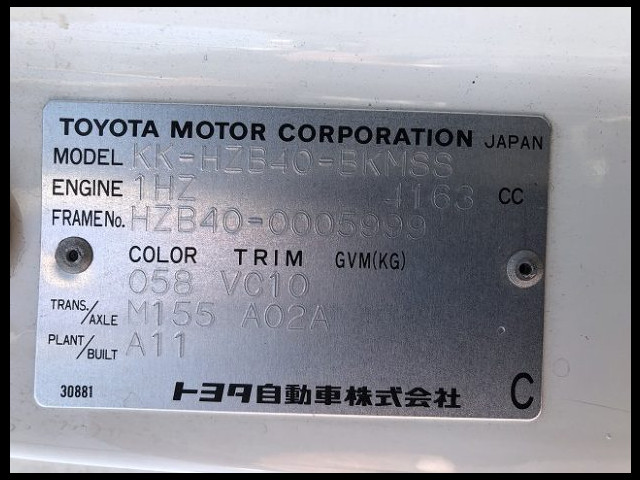 TOYOTA MOTOR CORPORATION JAPAN
MODEL KK-HZB40-BKMSS
ENGINE 1HZ 4163 CC
FRAME No. HZB40-0005999
COLOR TRIM GVM(KG)
058 VC10
TRANS./AXLE M155 A02A
PLANT/BUILT A11
30881 トヨタ自動車株式会社 C